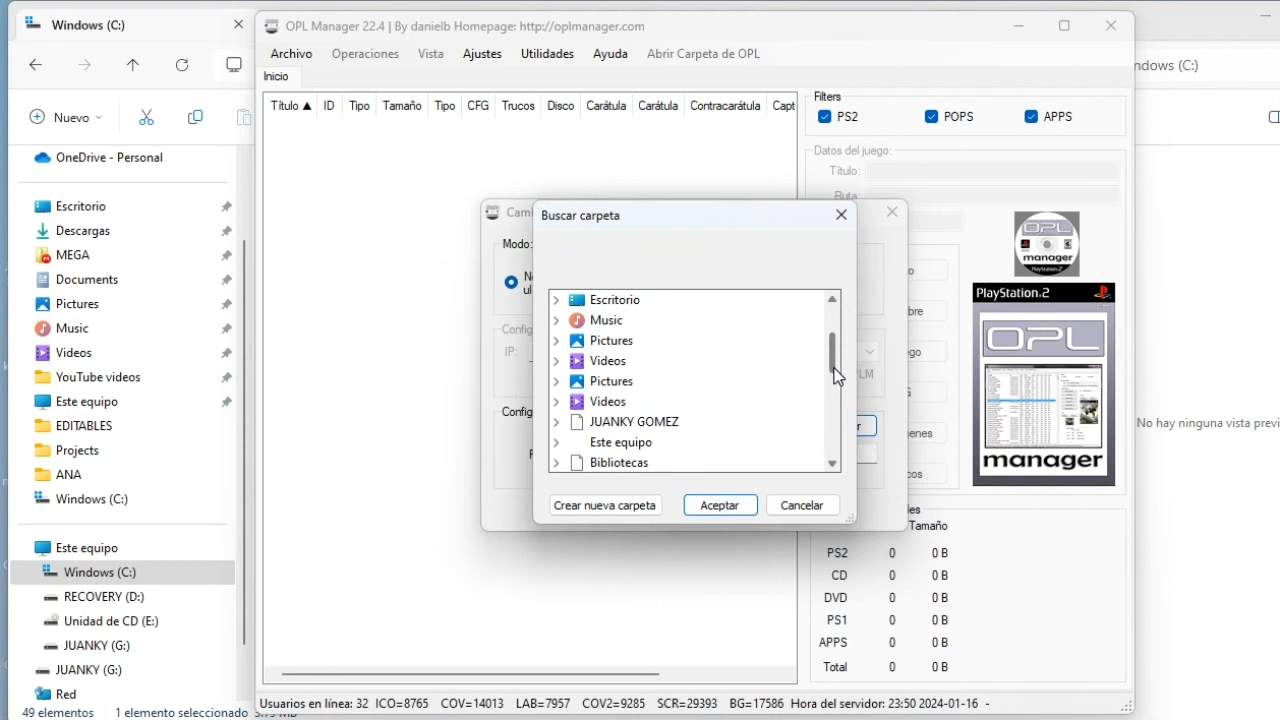 Windows (C:)
Nuevo
OneDrive - Personal
Escritorio
Descargas
MEGA
Documents
Pictures
Music
Videos
YouTube videos
Este equipo
EDITABLES
Projects
ANA
Windows (C:)
Este equipo
Windows (C:)
RECOVERY (D:)
Unidad de CD (E:)
JUANKY (G:)
JUANKY (G:)
Red
49 elementos 1 elemento seleccionado
OPL Manager 22.4 | By danielb Homepage: http://oplmanager.com
Archivo Operaciones Vista Ajustes Utilidades Ayuda Abrir Carpeta de OPL
Inicio
Título ▲ ID Tipo Tamaño Tipo CFG Trucos Disco Carátula Carátula Contracarátula Capt
Filters
PS2 POPS APPS
Datos del juego:
Título:
Ruta:
OPL
manager
PlayStation.2
PlayStation.2
OPL
manager
Modo:
IP:
Buscar carpeta
Escritorio
Music
Pictures
Videos
Pictures
Videos
JUANKY GOMEZ
Este equipo
Bibliotecas
Crear nueva carpeta Aceptar Cancelar
Tamaño
PS2 0 0 B
CD 0 0 B
DVD 0 0 B
PS1 0 0 B
APPS 0 0 B
Total 0 0 B
Usuarios en línea: 32 ICO=8765 COV=14013 LAB=7957 COV2=9285 SCR=29393 BG=17586 Hora del servidor: 23:50 2024-01-16 -
ndows (C:)
No hay ninguna vista previ